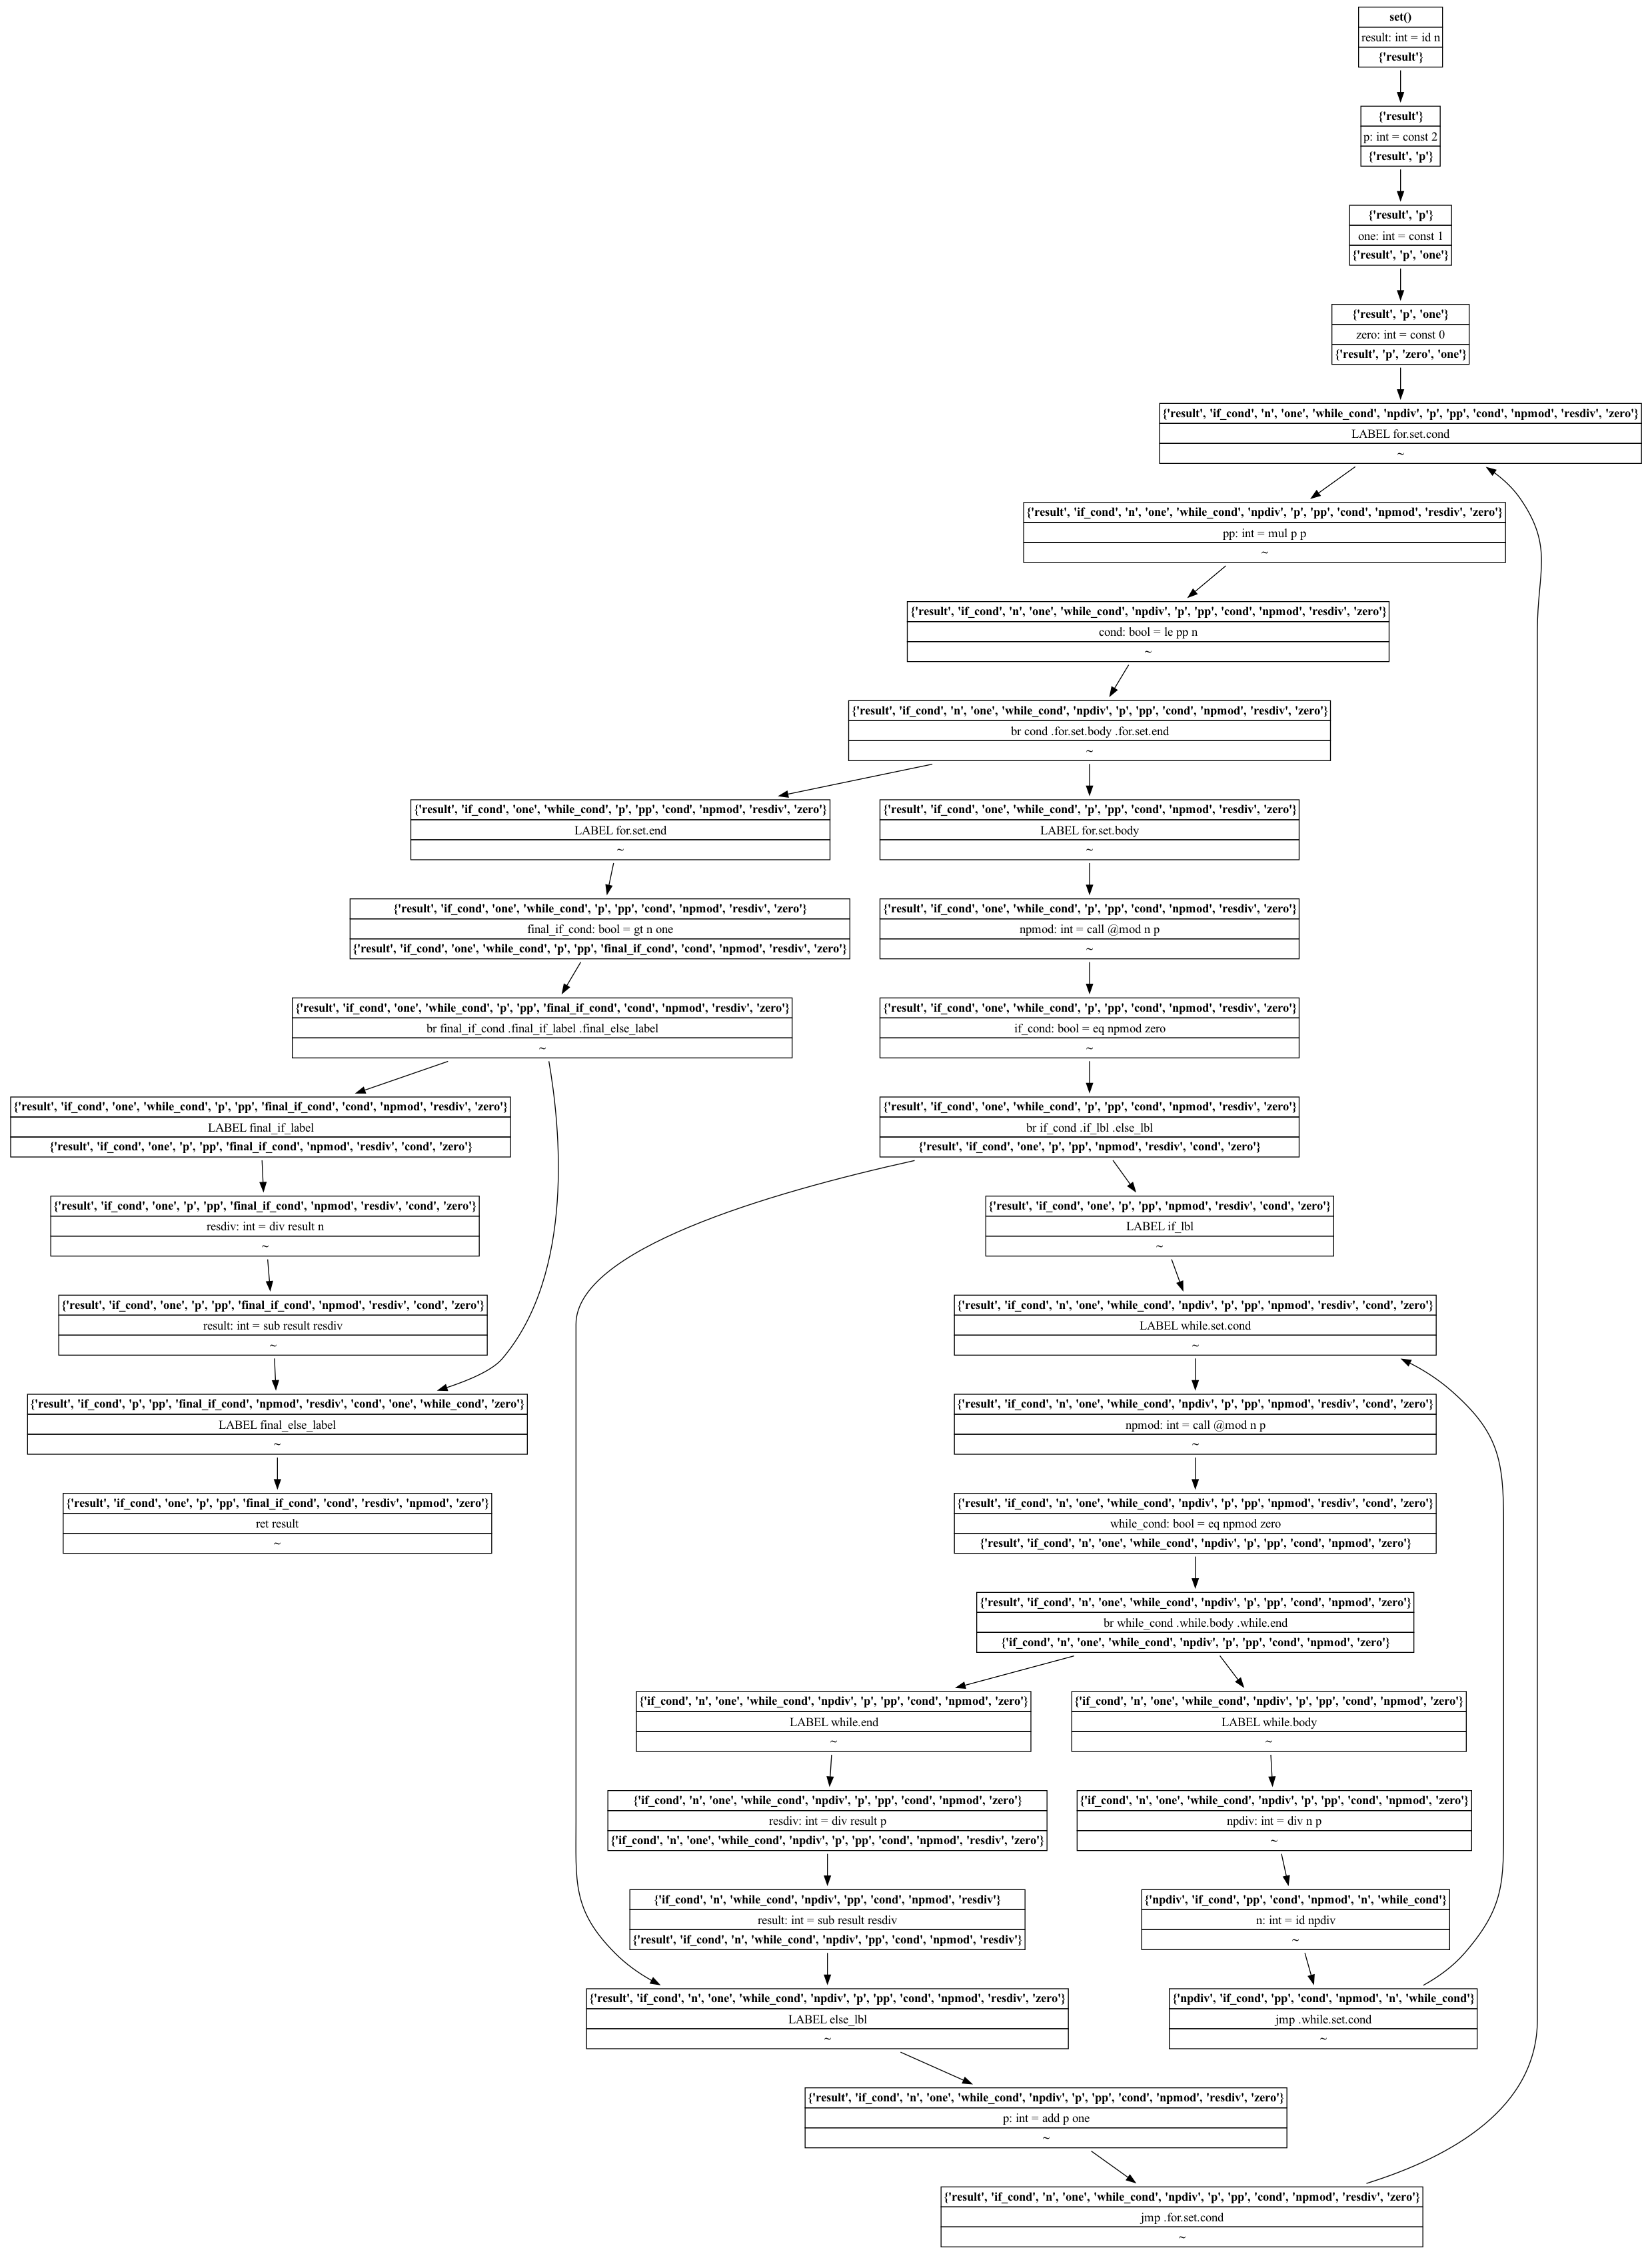 set()
result: int = id n
{'result'}
{'result'}
p: int = const 2
{'result', 'p'}
{'result', 'p'}
one: int = const 1
{'result', 'p', 'one'}
{'result', 'p', 'one'}
zero: int = const 0
{'result', 'p', 'zero', 'one'}
{'result', 'if_cond', 'n', 'one', 'while_cond', 'npdiv', 'p', 'pp', 'cond', 'npmod', 'resdiv', 'zero'}
LABEL for.set.cond
~
{'result', 'if_cond', 'n', 'one', 'while_cond', 'npdiv', 'p', 'pp', 'cond', 'npmod', 'resdiv', 'zero'}
pp: int = mul p p
~
{'result', 'if_cond', 'n', 'one', 'while_cond', 'npdiv', 'p', 'pp', 'cond', 'npmod', 'resdiv', 'zero'}
cond: bool = le pp n
~
{'result', 'if_cond', 'n', 'one', 'while_cond', 'npdiv', 'p', 'pp', 'cond', 'npmod', 'resdiv', 'zero'}
br cond .for.set.body .for.set.end
~
{'result', 'if_cond', 'one', 'while_cond', 'p', 'pp', 'cond', 'npmod', 'resdiv', 'zero'}
LABEL for.set.end
~
{'result', 'if_cond', 'one', 'while_cond', 'p', 'pp', 'cond', 'npmod', 'resdiv', 'zero'}
LABEL for.set.body
~
{'result', 'if_cond', 'one', 'while_cond', 'p', 'pp', 'cond', 'npmod', 'resdiv', 'zero'}
final_if_cond: bool = gt n one
{'result', 'if_cond', 'one', 'while_cond', 'p', 'pp', 'final_if_cond', 'cond', 'npmod', 'resdiv', 'zero'}
{'result', 'if_cond', 'one', 'while_cond', 'p', 'pp', 'cond', 'npmod', 'resdiv', 'zero'}
npmod: int = call @mod n p
~
{'result', 'if_cond', 'one', 'while_cond', 'p', 'pp', 'final_if_cond', 'cond', 'npmod', 'resdiv', 'zero'}
br final_if_cond .final_if_label .final_else_label
~
{'result', 'if_cond', 'one', 'while_cond', 'p', 'pp', 'cond', 'npmod', 'resdiv', 'zero'}
if_cond: bool = eq npmod zero
~
{'result', 'if_cond', 'one', 'while_cond', 'p', 'pp', 'final_if_cond', 'cond', 'npmod', 'resdiv', 'zero'}
LABEL final_if_label
{'result', 'if_cond', 'one', 'p', 'pp', 'final_if_cond', 'npmod', 'resdiv', 'cond', 'zero'}
{'result', 'if_cond', 'one', 'while_cond', 'p', 'pp', 'cond', 'npmod', 'resdiv', 'zero'}
br if_cond .if_lbl .else_lbl
{'result', 'if_cond', 'one', 'p', 'pp', 'npmod', 'resdiv', 'cond', 'zero'}
{'result', 'if_cond', 'one', 'p', 'pp', 'final_if_cond', 'npmod', 'resdiv', 'cond', 'zero'}
resdiv: int = div result n
~
{'result', 'if_cond', 'one', 'p', 'pp', 'npmod', 'resdiv', 'cond', 'zero'}
LABEL if_lbl
~
{'result', 'if_cond', 'one', 'p', 'pp', 'final_if_cond', 'npmod', 'resdiv', 'cond', 'zero'}
result: int = sub result resdiv
~
{'result', 'if_cond', 'n', 'one', 'while_cond', 'npdiv', 'p', 'pp', 'npmod', 'resdiv', 'cond', 'zero'}
LABEL while.set.cond
~
{'result', 'if_cond', 'p', 'pp', 'final_if_cond', 'npmod', 'resdiv', 'cond', 'one', 'while_cond', 'zero'}
LABEL final_else_label
~
{'result', 'if_cond', 'n', 'one', 'while_cond', 'npdiv', 'p', 'pp', 'npmod', 'resdiv', 'cond', 'zero'}
npmod: int = call @mod n p
~
{'result', 'if_cond', 'one', 'p', 'pp', 'final_if_cond', 'cond', 'resdiv', 'npmod', 'zero'}
ret result
~
{'result', 'if_cond', 'n', 'one', 'while_cond', 'npdiv', 'p', 'pp', 'npmod', 'resdiv', 'cond', 'zero'}
while_cond: bool = eq npmod zero
{'result', 'if_cond', 'n', 'one', 'while_cond', 'npdiv', 'p', 'pp', 'cond', 'npmod', 'zero'}
{'result', 'if_cond', 'n', 'one', 'while_cond', 'npdiv', 'p', 'pp', 'cond', 'npmod', 'zero'}
br while_cond .while.body .while.end
{'if_cond', 'n', 'one', 'while_cond', 'npdiv', 'p', 'pp', 'cond', 'npmod', 'zero'}
{'if_cond', 'n', 'one', 'while_cond', 'npdiv', 'p', 'pp', 'cond', 'npmod', 'zero'}
LABEL while.end
~
{'if_cond', 'n', 'one', 'while_cond', 'npdiv', 'p', 'pp', 'cond', 'npmod', 'zero'}
LABEL while.body
~
{'if_cond', 'n', 'one', 'while_cond', 'npdiv', 'p', 'pp', 'cond', 'npmod', 'zero'}
resdiv: int = div result p
{'if_cond', 'n', 'one', 'while_cond', 'npdiv', 'p', 'pp', 'cond', 'npmod', 'resdiv', 'zero'}
{'if_cond', 'n', 'one', 'while_cond', 'npdiv', 'p', 'pp', 'cond', 'npmod', 'zero'}
npdiv: int = div n p
~
{'if_cond', 'n', 'while_cond', 'npdiv', 'pp', 'cond', 'npmod', 'resdiv'}
result: int = sub result resdiv
{'result', 'if_cond', 'n', 'while_cond', 'npdiv', 'pp', 'cond', 'npmod', 'resdiv'}
{'npdiv', 'if_cond', 'pp', 'cond', 'npmod', 'n', 'while_cond'}
n: int = id npdiv
~
{'result', 'if_cond', 'n', 'one', 'while_cond', 'npdiv', 'p', 'pp', 'cond', 'npmod', 'resdiv', 'zero'}
LABEL else_lbl
~
{'npdiv', 'if_cond', 'pp', 'cond', 'npmod', 'n', 'while_cond'}
jmp .while.set.cond
~
{'result', 'if_cond', 'n', 'one', 'while_cond', 'npdiv', 'p', 'pp', 'cond', 'npmod', 'resdiv', 'zero'}
p: int = add p one
~
{'result', 'if_cond', 'n', 'one', 'while_cond', 'npdiv', 'p', 'pp', 'cond', 'npmod', 'resdiv', 'zero'}
jmp .for.set.cond
~